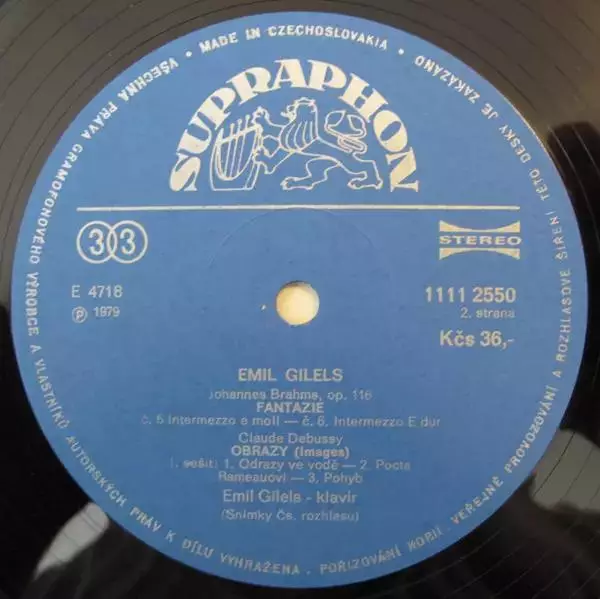 VŠECHNA PRÁVA GRAMOFONOVÉHO VÝROBCE A VLASTNÍKŮ AUTORSKÝCH PRÁV K DÍLU VYHRAŽENA. POŘIZOVÁNÍ KOPIÍ, VEŘEJNÉ PROVOZOVÁNÍ A ROZHLASOVÉ ŠÍŘENÍ TÉTO DESKY JE ZAKÁZÁNO
• MADE IN CZECHOSLOVAKIA •
SUPRAPHON
33
STEREO
E 4718
1111 2550
℗ 1979
2. strana
Kčs 36,-
EMIL GILELS
Johannes Brahms, op. 116
FANTAZIE
č. 5 Intermezzo e moll — č. 6. Intermezzo E dur
Claude Debussy
OBRAZY (Images)
1. sešit: 1. Odrazy ve vodě — 2. Pocta
Rameauovi — 3. Pohyb
Emil Gilels - klavír
(Snímky Čs. rozhlasu)